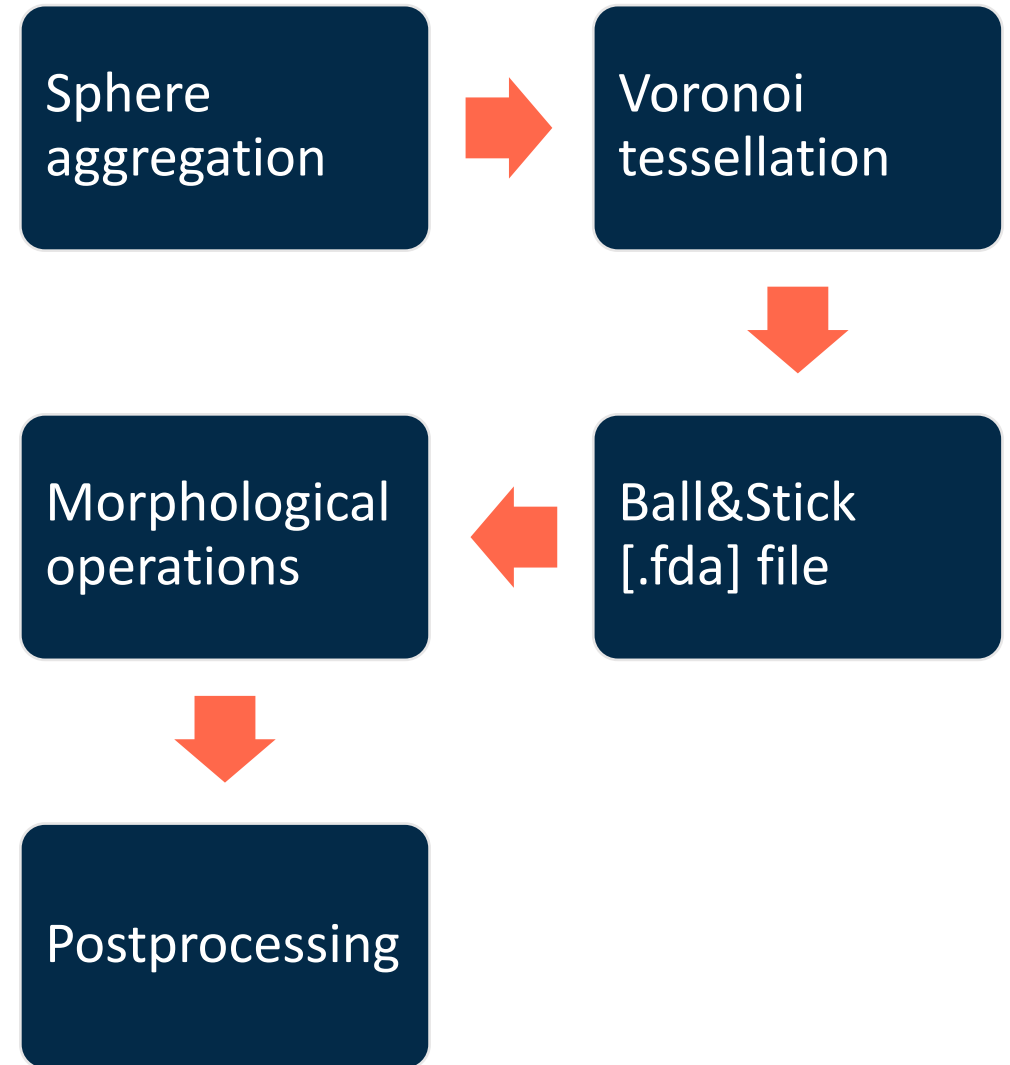 Sphere
aggregation
Voronoi
tessellation
Ball&Stick
[.fda] file
Morphological
operations
Postprocessing